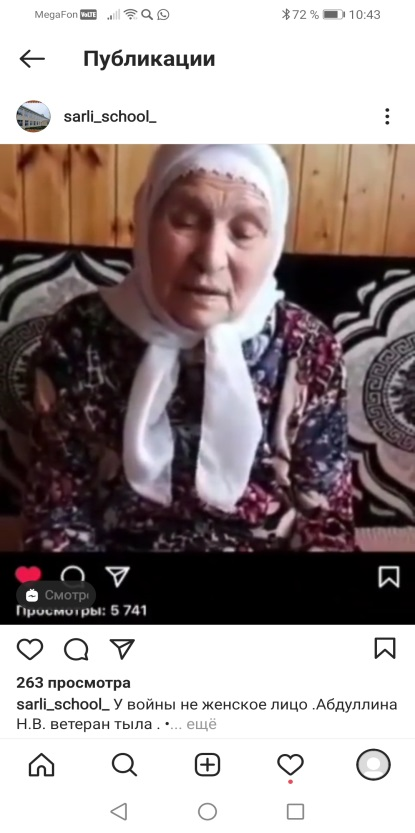 MegaFon VoLTE 72 % 10:43
Публикации
sarli_school_
Смотре
Просмотры: 5 741
263 просмотра
sarli_school_ У войны не женское лицо .Абдуллина
Н.В. ветеран тыла . •... ещё